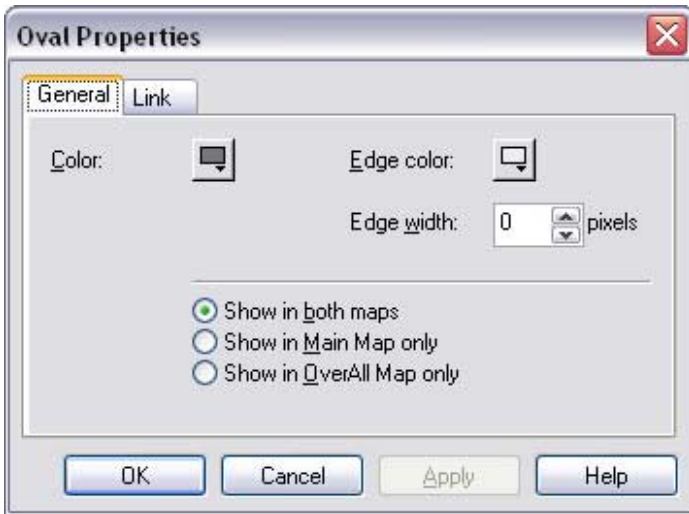 Oval Properties
General Link
Color: Edge color:
Edge width: 0 pixels
Show in both maps
Show in Main Map only
Show in OverAll Map only
OK Cancel Apply Help